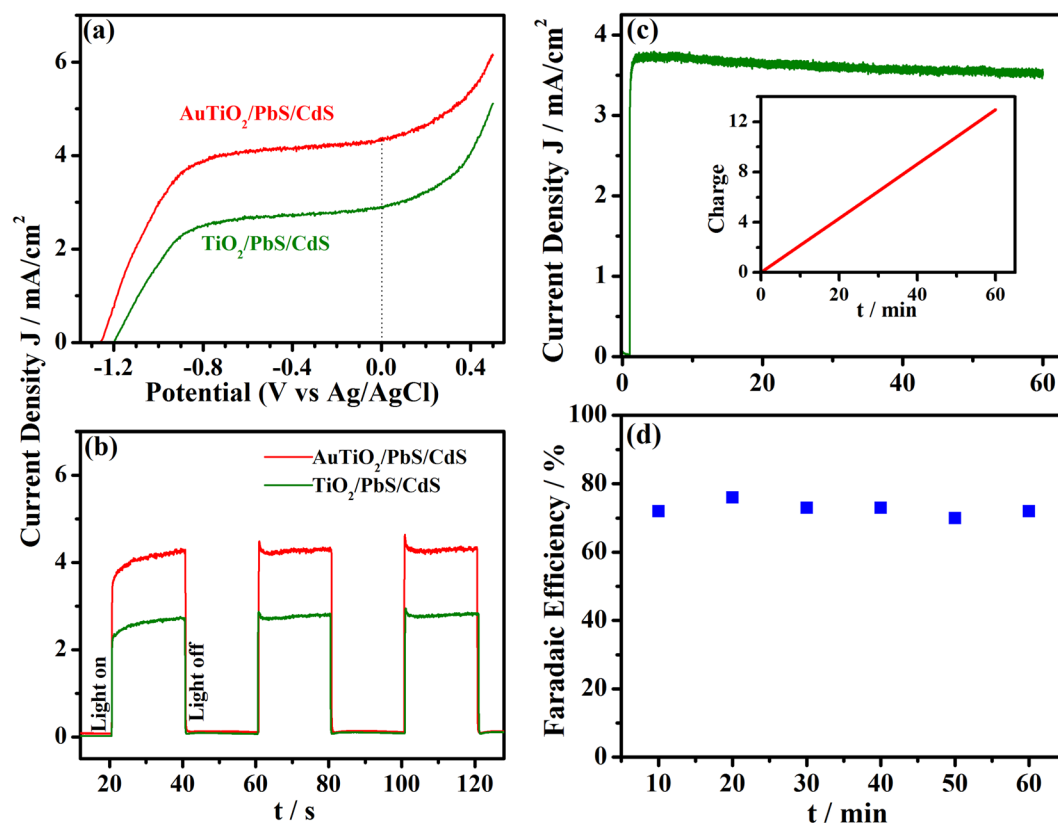 (a)
AuTiO₂/PbS/CdS
TiO₂/PbS/CdS
6
4
2
0
-1.2 -0.8 -0.4 0.0 0.4
Potential (V vs Ag/AgCl)
Current Density J / mA/cm²
(b)
AuTiO₂/PbS/CdS
TiO₂/PbS/CdS
6
4
2
0
Light on
Light off
20 40 60 80 100 120
t / s
(c)
Current Density J / mA/cm²
4
3
2
1
0
0 20 40 60
Charge
12
8
4
0
0 20 40 60
t / min
(d)
Faradaic Efficiency / %
100
80
60
40
20
0
10 20 30 40 50 60
t / min